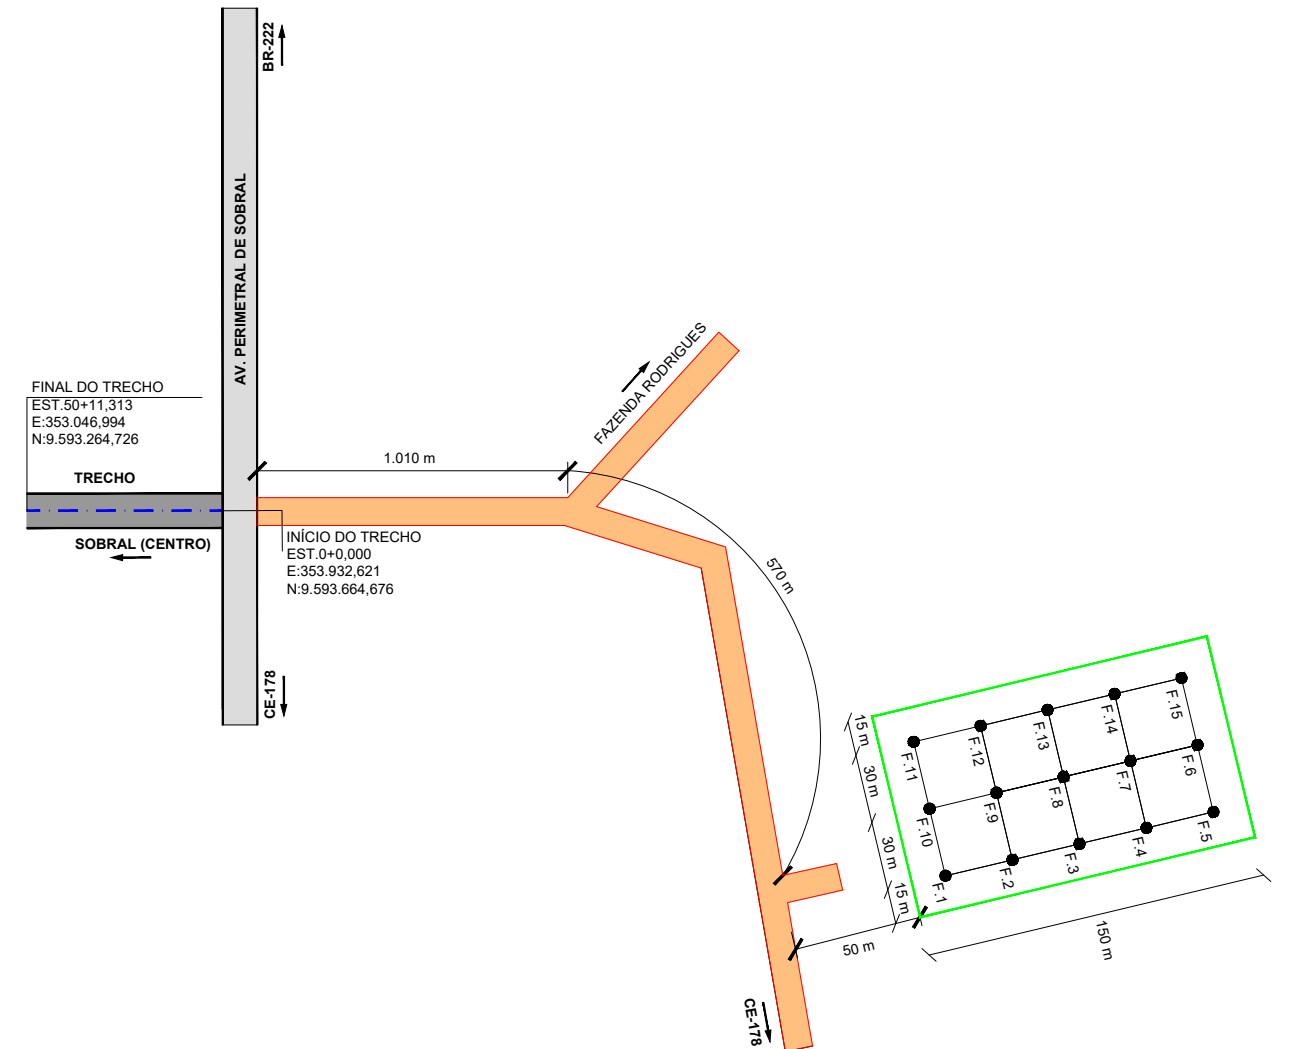 BR-222
AV. PERIMETRAL DE SOBRAL
FAZENDA RODRIGUES
FINAL DO TRECHO
EST.50+11,313
E:353.046,994
N:9.593.264,726
TRECHO
SOBRAL (CENTRO)
1.010 m
INÍCIO DO TRECHO
EST.0+0,000
E:353.932,621
N:9.593.664,676
570 m
CE-178
15 m
30 m
30 m
15 m
F.11
F.12
F.13
F.14
F.15
F.10
F.9
F.8
F.7
F.6
F.1
F.2
F.3
F.4
F.5
50 m
150 m
CE-178